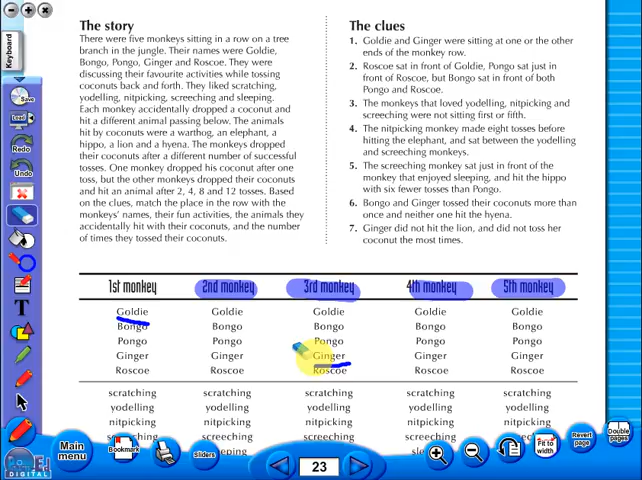 Keyboard
The story
There were five monkeys sitting in a row on a tree
branch in the jungle. Their names were Goldie,
Bongo, Pongo, Ginger and Roscoe. They were
discussing their favourite activities while tossing
coconuts back and forth. They liked scratching,
yodelling, nitpicking, screeching and sleeping.
Each monkey accidentally dropped a coconut and
hit a different animal passing below. The animals
hit by coconuts were a warthog, an elephant, a
hippo, a lion and a hyena. The monkeys dropped
their coconuts after a different number of successful
tosses. One monkey dropped his coconut after one
toss, but the other monkeys dropped their coconuts
and hit an animal after 2, 4, 8 and 12 tosses. Based
on the clues, match the place in the row with the
monkeys' names, their fun activities, the animals they
accidentally hit with their coconuts, and the number
of times they tossed their coconuts.
The clues
1. Goldie and Ginger were sitting at one or the other
ends of the monkey row.
2. Roscoe sat in front of Goldie, Pongo sat just in
front of Roscoe, but Bongo sat in front of both
Pongo and Roscoe.
3. The monkeys that loved yodelling, nitpicking and
screeching were not sitting first or fifth.
4. The nitpicking monkey made eight tosses before
hitting the elephant, and sat between the yodelling
and screeching monkeys.
5. The screeching monkey sat just in front of the
monkey that enjoyed sleeping, and hit the hippo
with six fewer tosses than Pongo.
6. Bongo and Ginger tossed their coconuts more than
once and neither one hit the hyena.
7. Ginger did not hit the lion, and did not toss her
coconut the most times.
Save
Load
Redo
Undo
T
1st monkey 2nd monkey 3rd monkey 4th monkey 5th monkey
Goldie Goldie Goldie Goldie Goldie
Bongo Bongo Bongo Bongo Bongo
Pongo Pongo Pongo Pongo Pongo
Ginger Ginger Ginger Ginger Ginger
Roscoe Roscoe Roscoe Roscoe Roscoe
scratching scratching scratching scratching scratching
yodelling yodelling yodelling yodelling yodelling
nitpicking nitpicking nitpicking nitpicking nitpicking
screeching screeching
Main menu
Bookmark
Sliders
23
Fit to width
Revert page
Double pages
DIGITAL